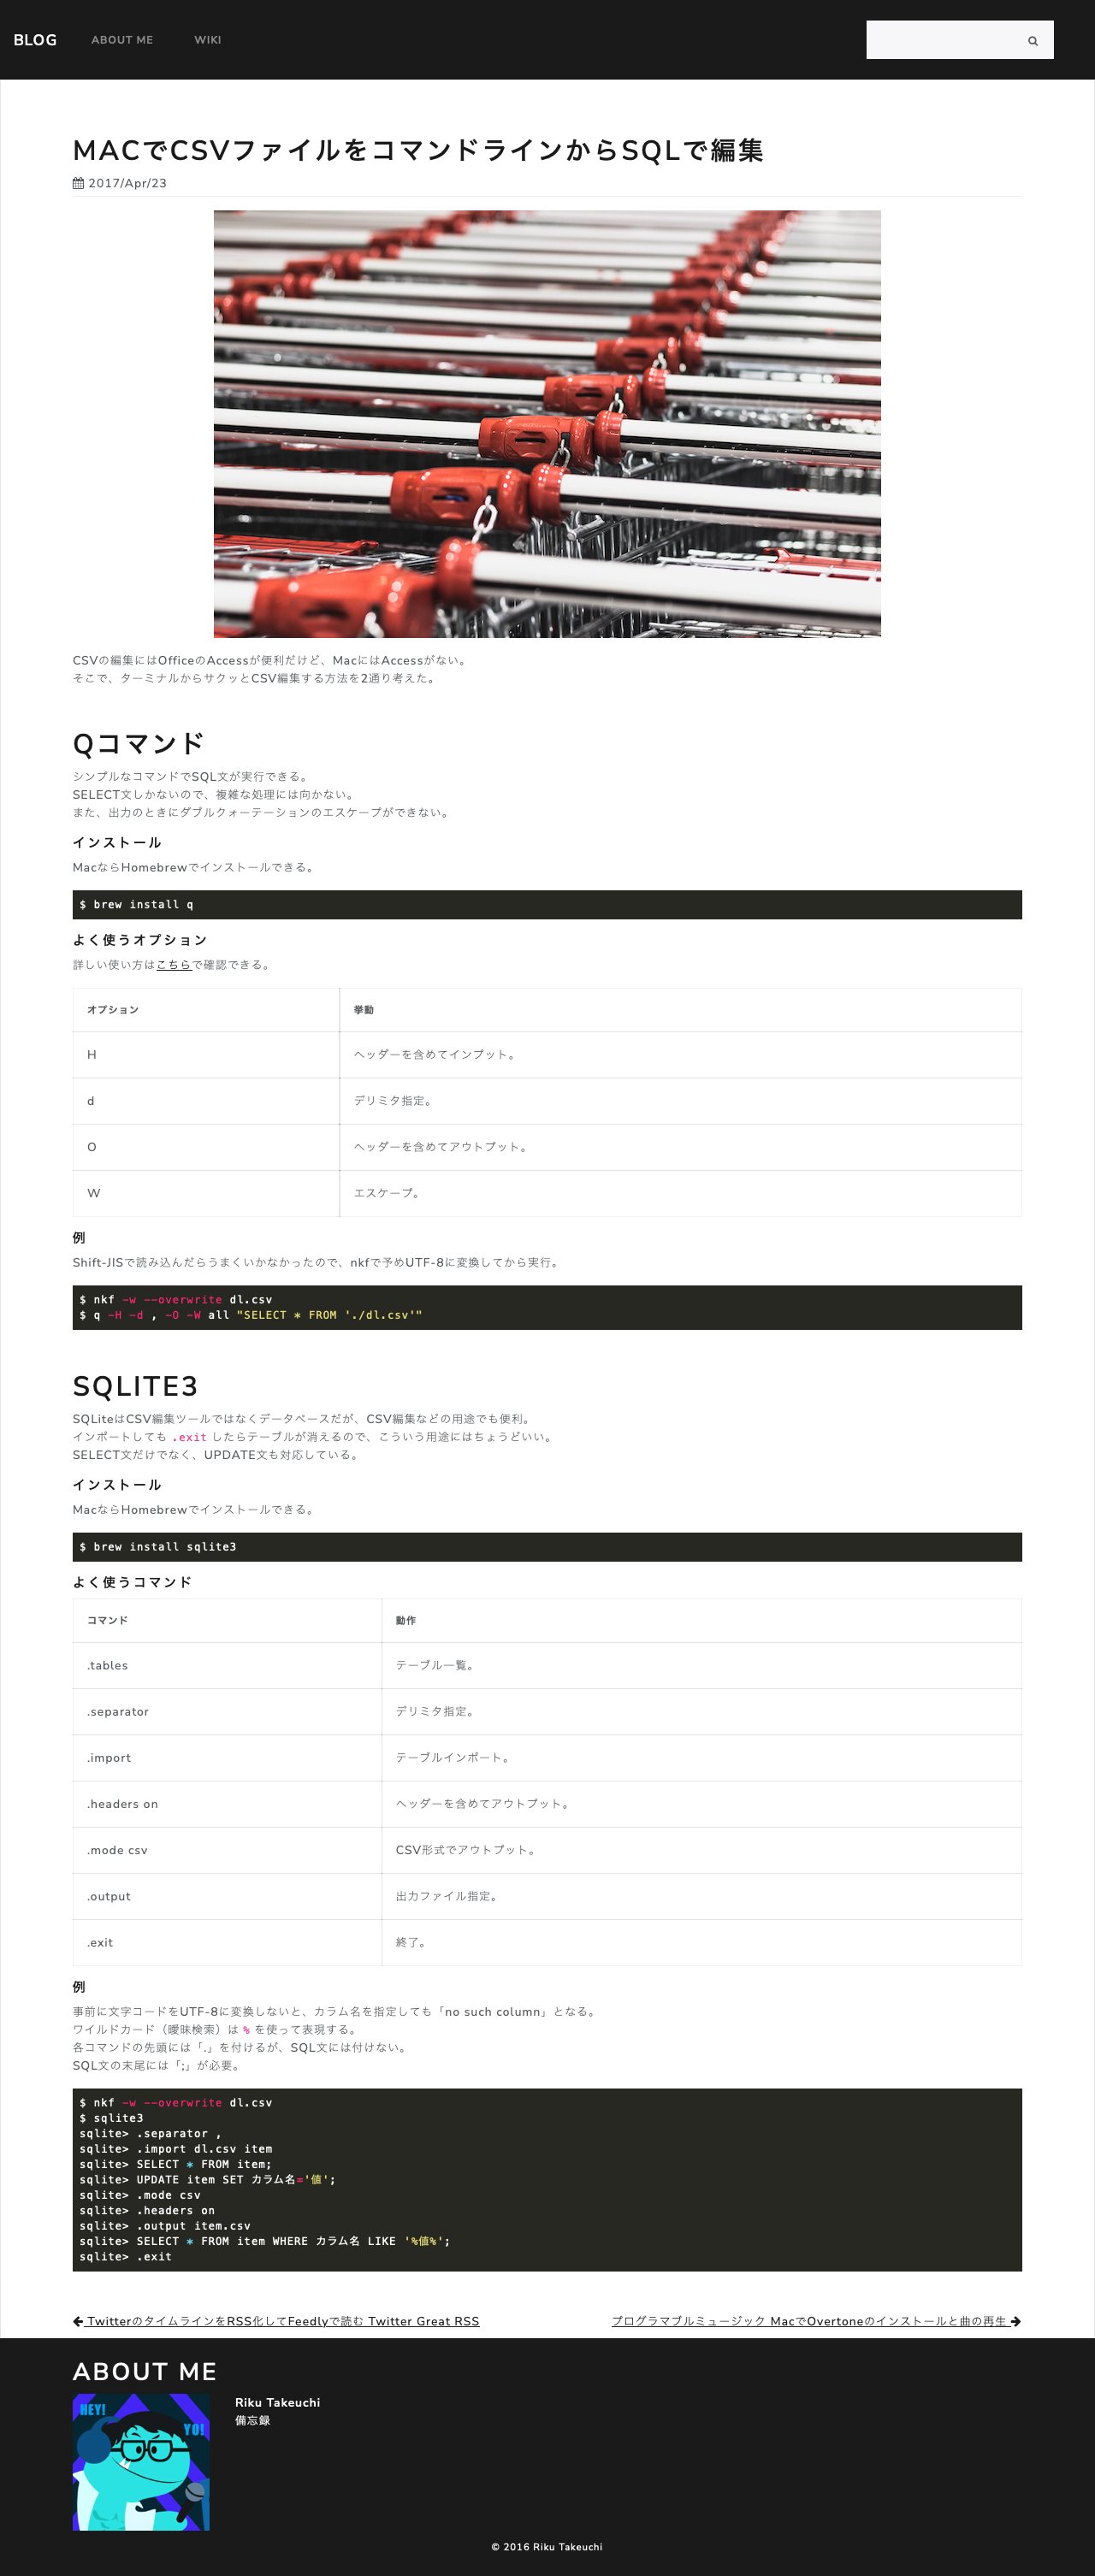 BLOG
ABOUT ME
WIKI
MACでCSVファイルをコマンドラインからSQLで編集
2017/Apr/23
CSVの編集にはOfficeのAccessが便利だけど、MacにはAccessがない。
そこで、ターミナルからサクッとCSV編集する方法を2通り考えた。
Qコマンド
シンプルなコマンドでSQL文が実行できる。
SELECT文しかないので、複雑な処理には向かない。
また、出力のときにダブルクォーテーションのエスケープができない。
インストール
MacならHomebrewでインストールできる。
$ brew install q
よく使うオプション
詳しい使い方はこちらで確認できる。
オプション 挙動
H ヘッダーを含めてインプット。
d デリミタ指定。
O ヘッダーを含めてアウトプット。
W エスケープ。
例
Shift-JISで読み込んだらうまくいかなかったので、nkfで予めUTF-8に変換してから実行。
$ nkf -w --overwrite dl.csv
$ q -H -d , -O -W all "SELECT * FROM './dl.csv'"
SQLITE3
SQLiteはCSV編集ツールではなくデータベースだが、CSV編集などの用途でも便利。
インポートしても .exit したらテーブルが消えるので、こういう用途にはちょうどいい。
SELECT文だけでなく、UPDATE文も対応している。
インストール
MacならHomebrewでインストールできる。
$ brew install sqlite3
よく使うコマンド
コマンド 動作
.tables テーブル一覧。
.separator デリミタ指定。
.import テーブルインポート。
.headers on ヘッダーを含めてアウトプット。
.mode csv CSV形式でアウトプット。
.output 出力ファイル指定。
.exit 終了。
例
事前に文字コードをUTF-8に変換しないと、カラム名を指定しても「no such column」となる。
ワイルドカード（曖昧検索）は % を使って表現する。
各コマンドの先頭には「.」を付けるが、SQL文には付けない。
SQL文の末尾には「;」が必要。
$ nkf -w --overwrite dl.csv
$ sqlite3
sqlite> .separator ,
sqlite> .import dl.csv item
sqlite> SELECT * FROM item;
sqlite> UPDATE item SET カラム名='値';
sqlite> .mode csv
sqlite> .headers on
sqlite> .output item.csv
sqlite> SELECT * FROM item WHERE カラム名 LIKE '%値%';
sqlite> .exit
TwitterのタイムラインをRSS化してFeedlyで読む Twitter Great RSS
プログラマブルミュージック MacでOvertoneのインストールと曲の再生
ABOUT ME
HEY!
YO!
Riku Takeuchi
備忘録
© 2016 Riku Takeuchi